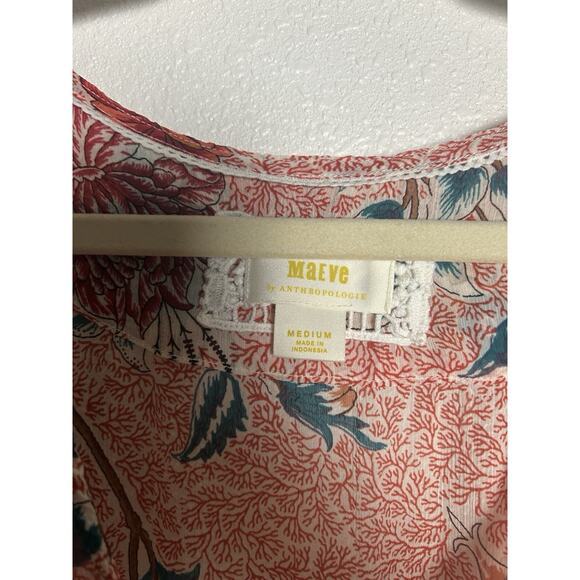 MaEve
by ANTHROPOLOGIE
MEDIUM
MADE IN
INDONESIA